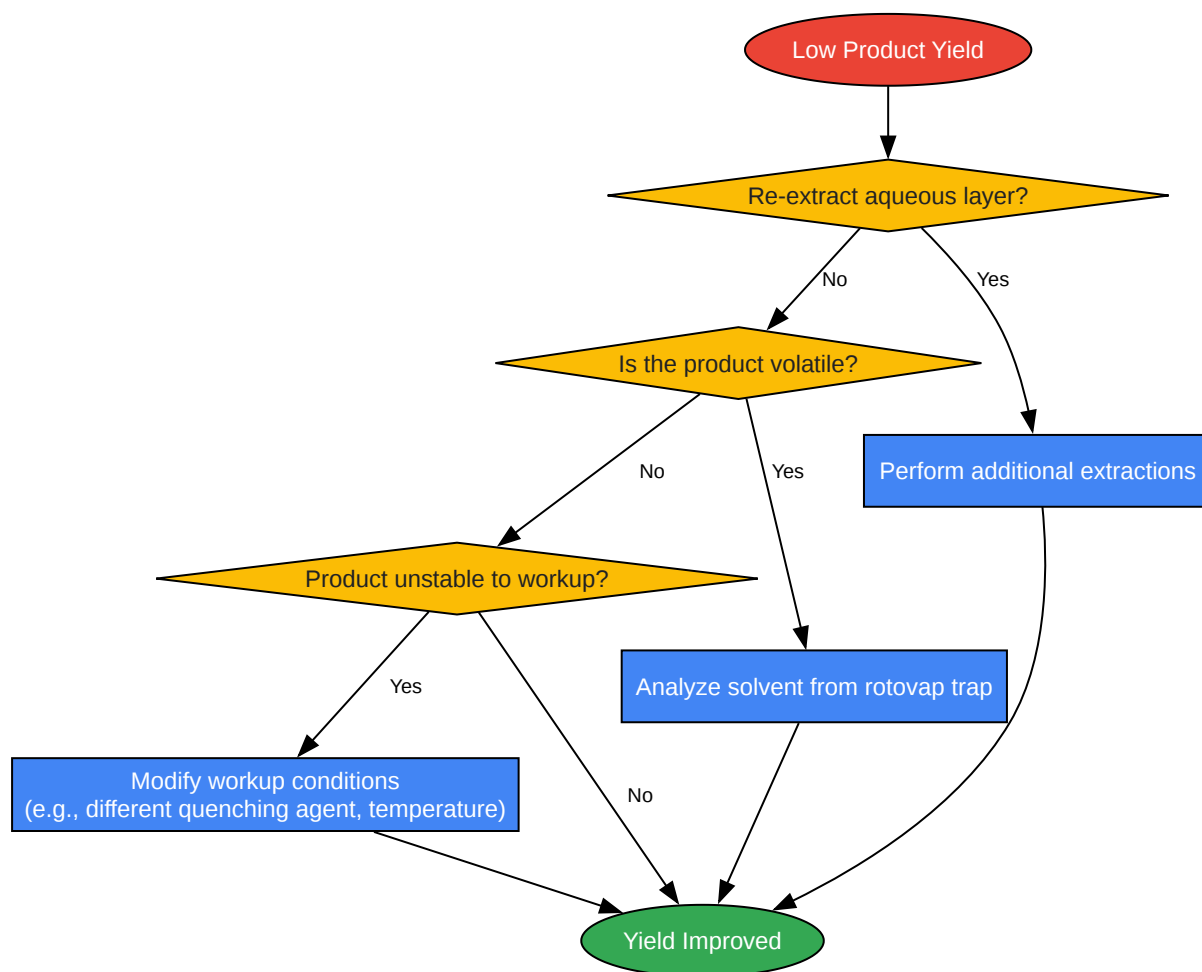 Low Product Yield
Re-extract aqueous layer?
No
Yes
Is the product volatile?
No
Yes
Perform additional extractions
Product unstable to workup?
Yes
Analyze solvent from rotovap trap
Modify workup conditions
(e.g., different quenching agent, temperature)
No
Yield Improved